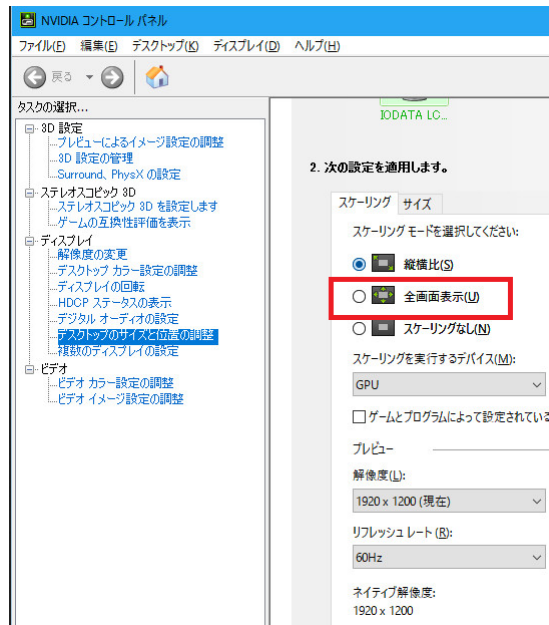 NVIDIA コントロール パネル
ファイル(F) 編集(E) デスクトップ(K) ディスプレイ(D) ヘルプ(H)
戻る
タスクの選択...
3D 設定
プレビューによるイメージ設定の調整
3D 設定の管理
Surround、PhysX の設定
ステレオスコピック 3D
ステレオスコピック 3D を設定します
ゲームの互換性評価を表示
ディスプレイ
解像度の変更
デスクトップ カラー設定の調整
ディスプレイの回転
HDCP ステータスの表示
デジタル オーディオの設定
デスクトップのサイズと位置の調整
複数のディスプレイの設定
ビデオ
ビデオ カラー設定の調整
ビデオ イメージ設定の調整
IODATA LC...
2. 次の設定を適用します。
スケーリング サイズ
スケーリング モードを選択してください:
縦横比(S)
全画面表示(U)
スケーリングなし(N)
スケーリングを実行するデバイス(M):
GPU
ゲームとプログラムによって設定されている
プレビュー
解像度(L):
1920 x 1200 (現在)
リフレッシュ レート (R):
60Hz
ネイティブ解像度:
1920 x 1200